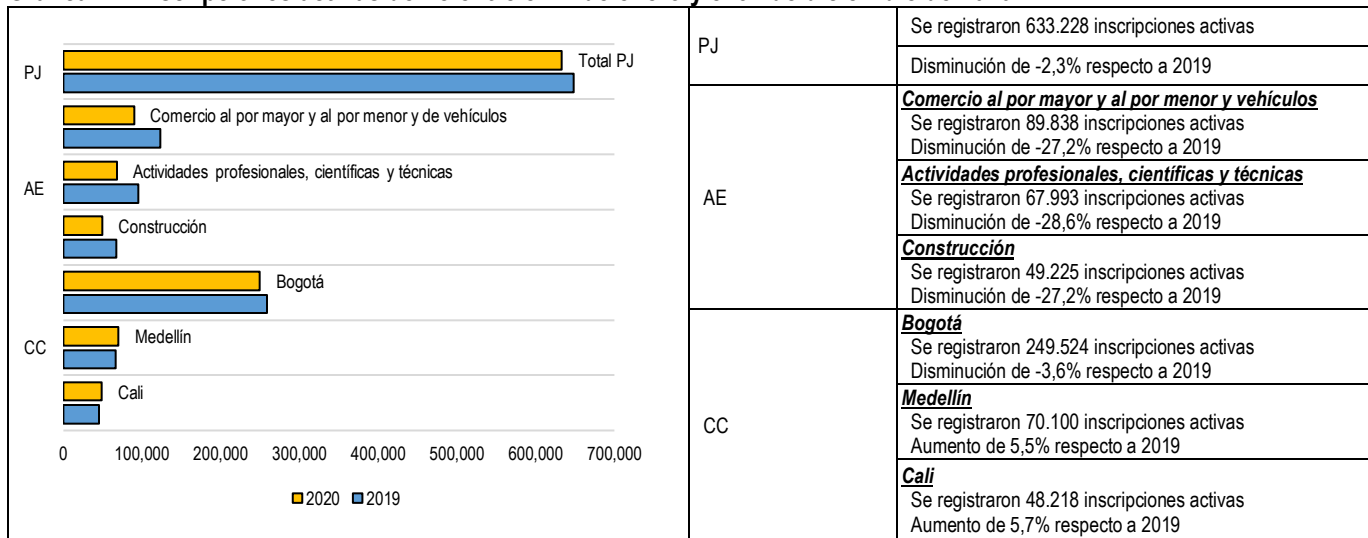 PJ
Total PJ
Comercio al por mayor y al por menor y de vehículos
AE
Actividades profesionales, científicas y técnicas
Construcción
Bogotá
CC
Medellín
Cali
0 100,000 200,000 300,000 400,000 500,000 600,000 700,000
2020 2019
PJ
Se registraron 633.228 inscripciones activas
Disminución de -2,3% respecto a 2019
AE
Comercio al por mayor y al por menor y vehículos
Se registraron 89.838 inscripciones activas
Disminución de -27,2% respecto a 2019
Actividades profesionales, científicas y técnicas
Se registraron 67.993 inscripciones activas
Disminución de -28,6% respecto a 2019
Construcción
Se registraron 49.225 inscripciones activas
Disminución de -27,2% respecto a 2019
CC
Bogotá
Se registraron 249.524 inscripciones activas
Disminución de -3,6% respecto a 2019
Medellín
Se registraron 70.100 inscripciones activas
Aumento de 5,5% respecto a 2019
Cali
Se registraron 48.218 inscripciones activas
Aumento de 5,7% respecto a 2019